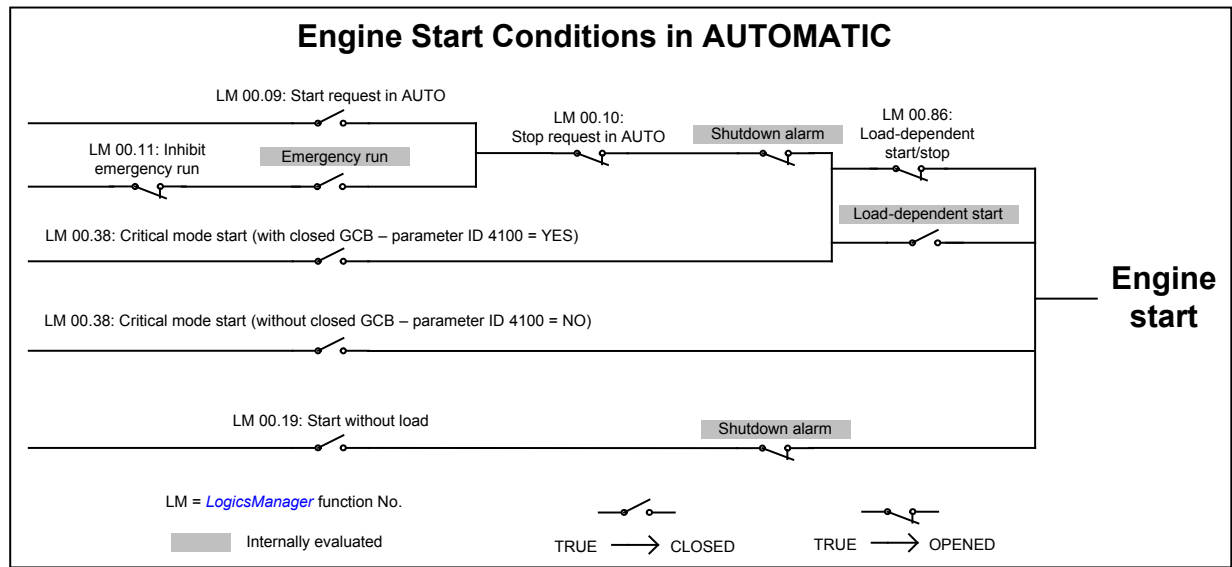 Engine Start Conditions in AUTOMATIC
LM 00.09: Start request in AUTO
LM 00.10:
Stop request in AUTO
Shutdown alarm
LM 00.86:
Load-dependent
start/stop
LM 00.11: Inhibit
emergency run
Emergency run
Load-dependent start
LM 00.38: Critical mode start (with closed GCB – parameter ID 4100 = YES)
Engine
start
LM 00.38: Critical mode start (without closed GCB – parameter ID 4100 = NO)
LM 00.19: Start without load
Shutdown alarm
LM = LogicsManager function No.
Internally evaluated
TRUE → CLOSED
TRUE → OPENED